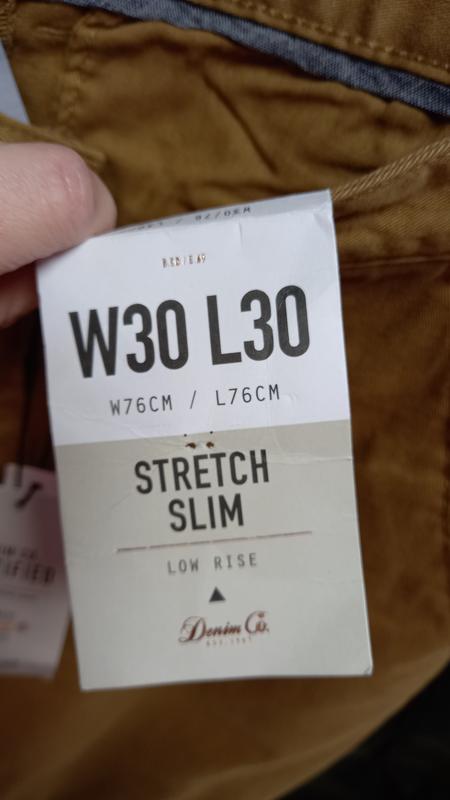 W30 L30
W76CM / L76CM
STRETCH
SLIM
LOW RISE
Denim Co.